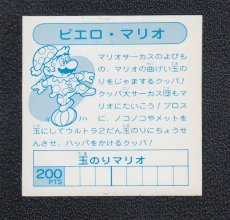 ピエロ・マリオ
マリオサーカスのよびも
の、マリオの曲げい玉の
りをじゃまするクッパ!
クッパ大サーカス団もマ
リオにたいこう! ブロス
に、ノコノコやメットを
玉にしてウルトラ2だん玉のりにちょうせ
んさせ、ハッパをかけるクッパ!
玉のりマリオ
200
PTS